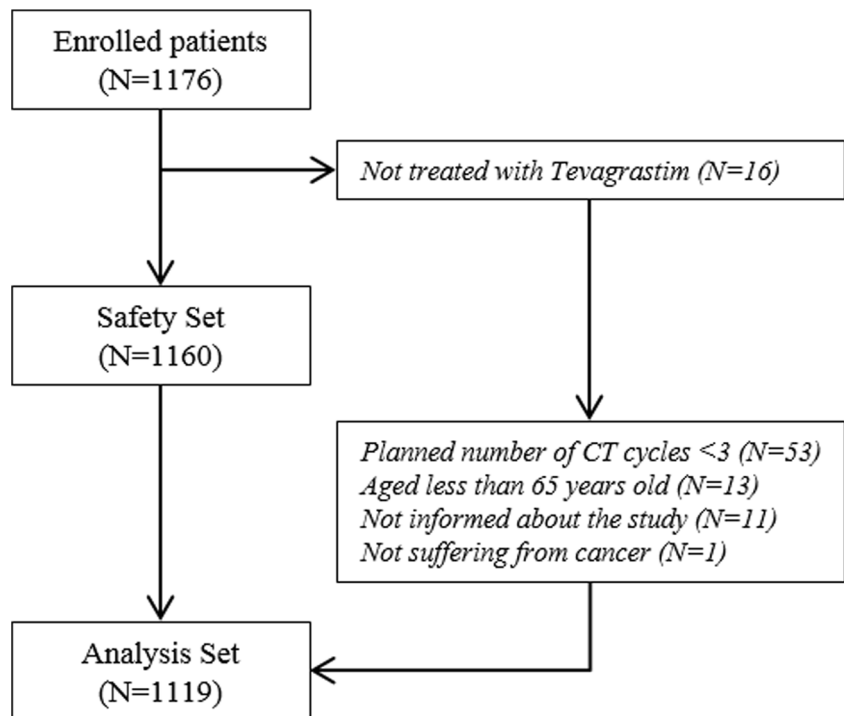 Enrolled patients
(N=1176)
Not treated with Tevagrastim (N=16)
Safety Set
(N=1160)
Planned number of CT cycles <3 (N=53)
Aged less than 65 years old (N=13)
Not informed about the study (N=11)
Not suffering from cancer (N=1)
Analysis Set
(N=1119)